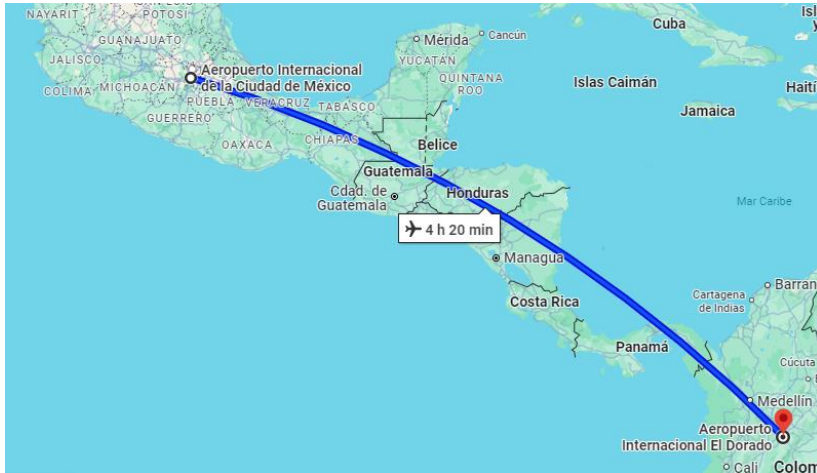 NAYARIT
POTOSÍ
GUANAJUATO
JALISCO
COLIMA
MICHOACÁN
Aeropuerto Internacional
de la Ciudad de México
PUEBLA
VERACRUZ
TABASCO
GUERRERO
OAXACA
CHIAPAS
Mérida
Cancún
YUCATÁN
QUINTANA
ROO
Cuba
Islas Caimán
Jamaica
Haití
Belice
Guatemala
Cdad. de
Guatemala
Honduras
4 h 20 min
Managua
Mar Caribe
Costa Rica
Panamá
Cartagena
de Indias
Barran
Cúcuta
Medellín
Aeropuerto
Internacional El Dorado
Cali
Colom